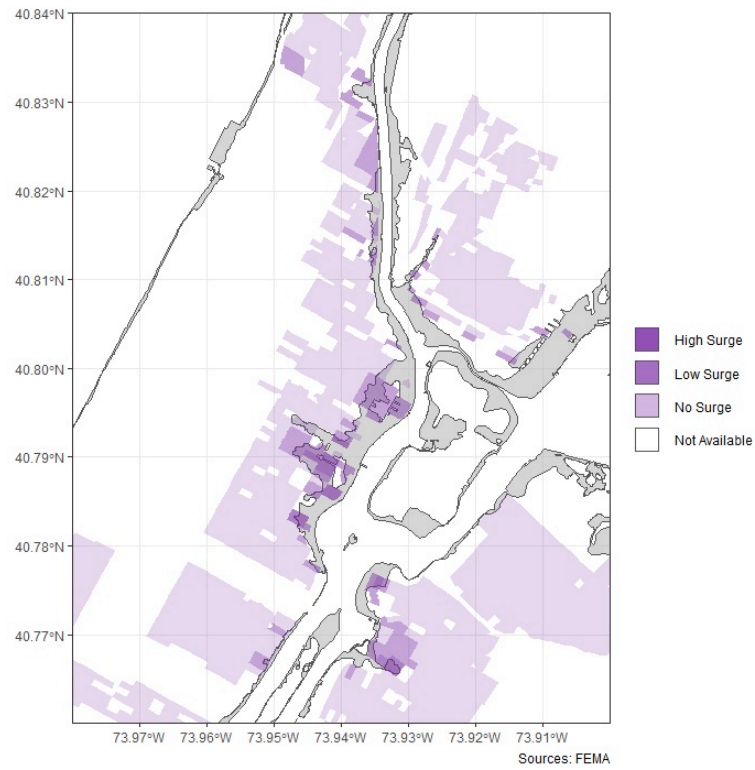 40.84°N
40.83°N
40.82°N
40.81°N
40.80°N
40.79°N
40.78°N
40.77°N
High Surge
Low Surge
No Surge
Not Available
73.97°W 73.96°W 73.95°W 73.94°W 73.93°W 73.92°W 73.91°W
Sources: FEMA